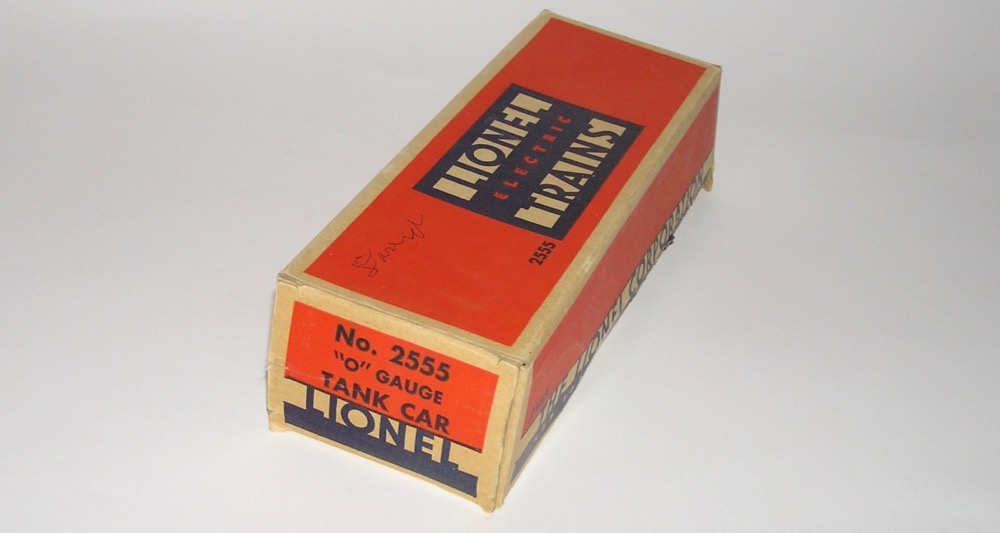 LIONEL
ELECTRIC
TRAINS
2555
No. 2555
"O" GAUGE
TANK CAR
LIONEL
THE LIONEL CORPORATION